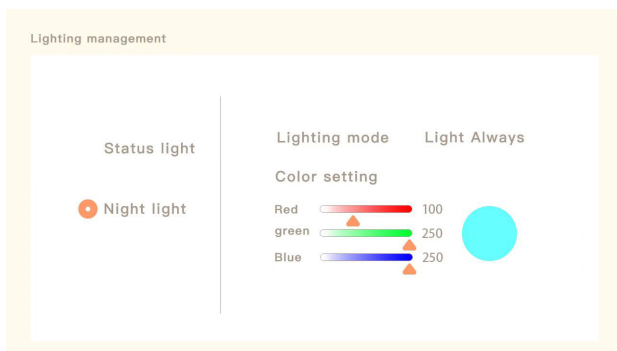 Lighting management
Status light
Night light
Lighting mode Light Always
Color setting
Red 100
green 250
Blue 250